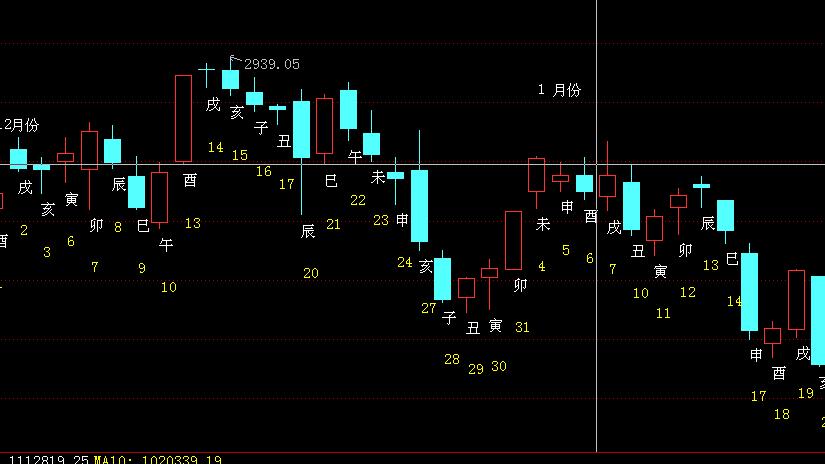 2939.05
1 月份
2月份
酉
戌
亥
寅
卯
辰
巳
午
酉
戌
亥
子
丑
辰
巳
午
未
申
亥
子
丑
寅
卯
未
申
酉
戌
丑
寅
卯
辰
巳
申
酉
戌
2
3
6
7
8
9
10
13
14
15
16
17
20
21
22
23
24
27
28
29
30
31
4
5
6
7
10
11
12
13
14
17
18
19
1112819.25 MA10: 1020339.19